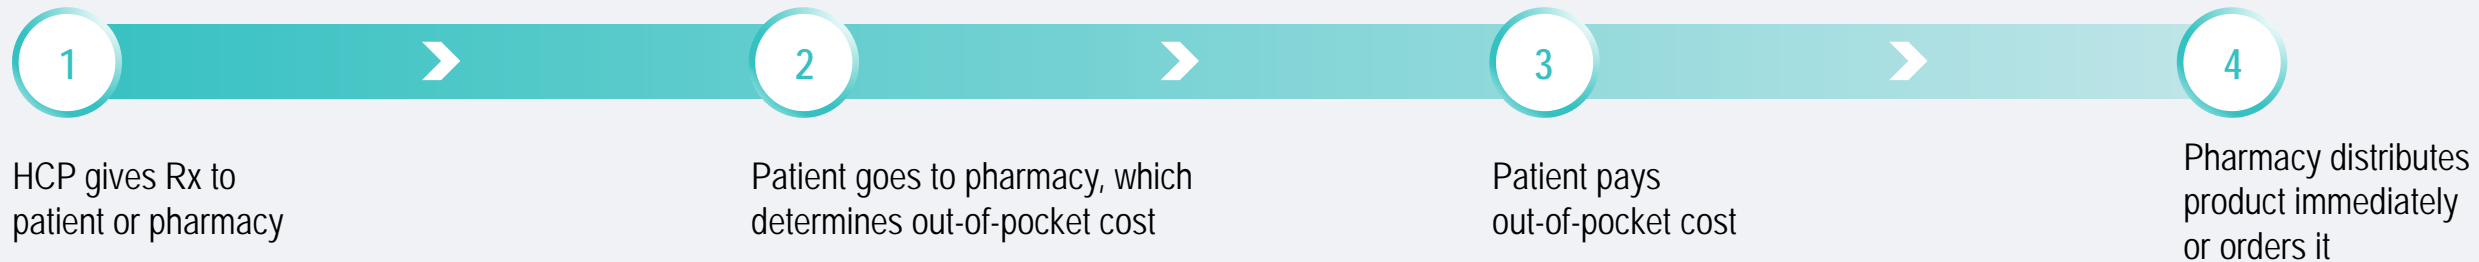 1
2
3
4
HCP gives Rx to
patient or pharmacy
Patient goes to pharmacy, which
determines out-of-pocket cost
Patient pays
out-of-pocket cost
Pharmacy distributes
product immediately
or orders it